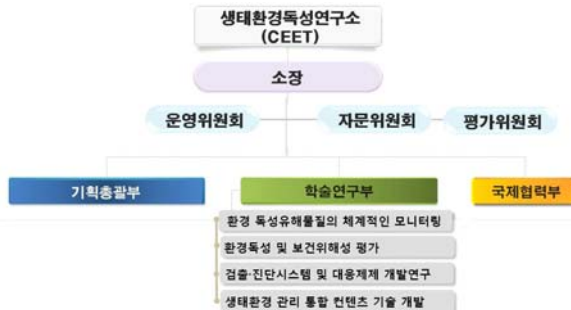 생태환경독성연구소
(CEET)
소장
운영위원회
자문위원회
평가위원회
기획총괄부
학술연구부
국제협력부
환경 독성유해물질의 체계적인 모니터링
환경독성 및 보건위해성 평가
검출·진단시스템 및 대응제제 개발연구
생태환경 관리 통합 컨텐츠 기술 개발